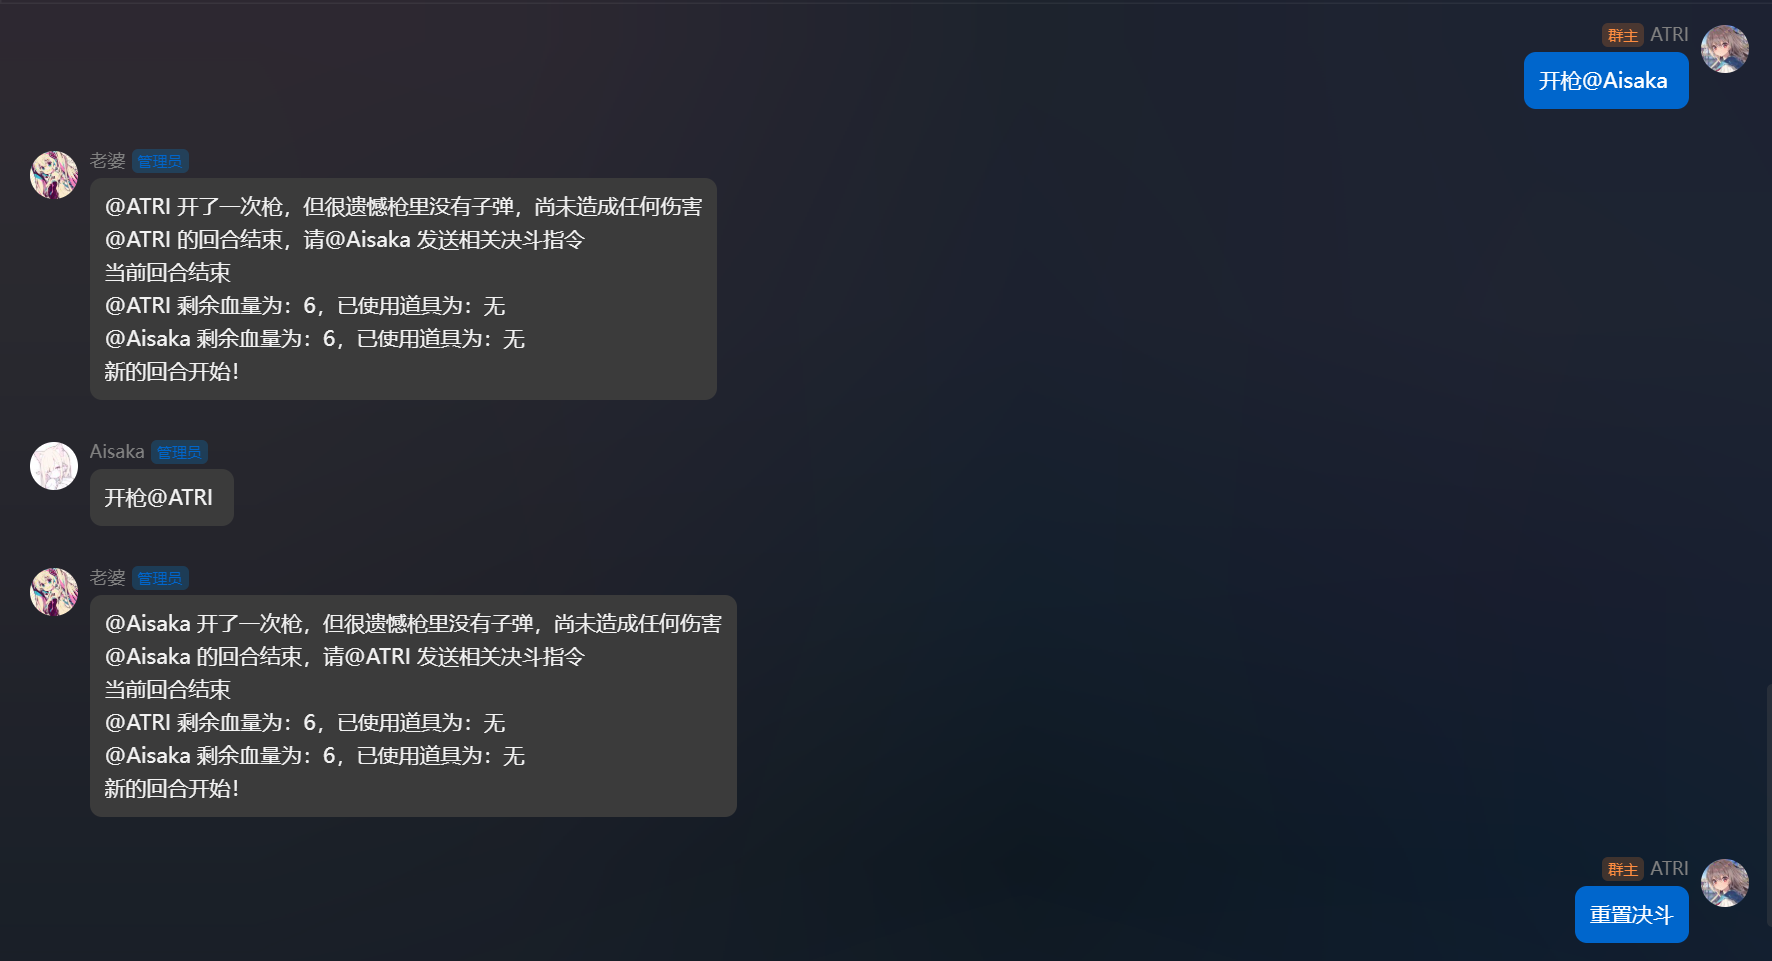 群主 ATRI
开枪@Aisaka
老婆 管理员
@ATRI 开了一次枪，但很遗憾枪里没有子弹，尚未造成任何伤害
@ATRI 的回合结束，请@Aisaka 发送相关决斗指令
当前回合结束
@ATRI 剩余血量为：6，已使用道具为：无
@Aisaka 剩余血量为：6，已使用道具为：无
新的回合开始！
Aisaka 管理员
开枪@ATRI
老婆 管理员
@Aisaka 开了一次枪，但很遗憾枪里没有子弹，尚未造成任何伤害
@Aisaka 的回合结束，请@ATRI 发送相关决斗指令
当前回合结束
@ATRI 剩余血量为：6，已使用道具为：无
@Aisaka 剩余血量为：6，已使用道具为：无
新的回合开始！
群主 ATRI
重置决斗